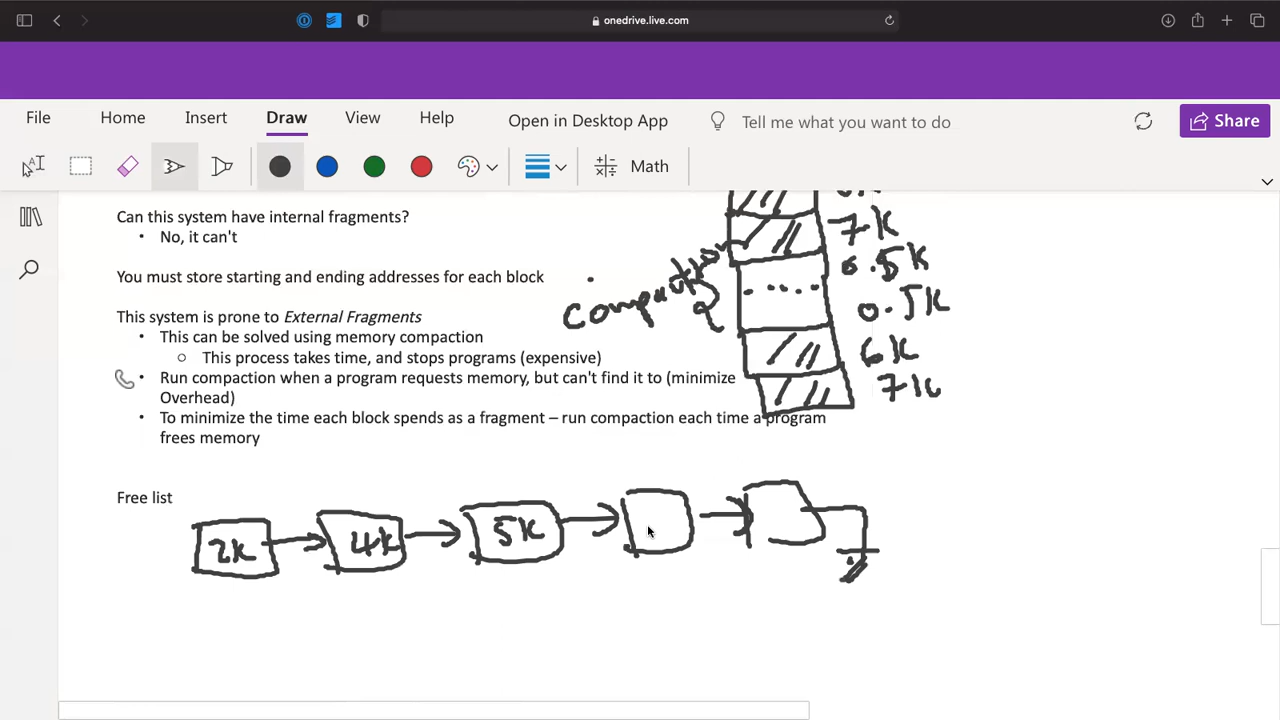 onedrive.live.com
File Home Insert Draw View Help Open in Desktop App Tell me what you want to do Share
Math
Can this system have internal fragments?
• No, it can't
7K
You must store starting and ending addresses for each block
0.5K
0.5K
This system is prone to External Fragments
• This can be solved using memory compaction
6K
○ This process takes time, and stops programs (expensive)
• Run compaction when a program requests memory, but can't find it to (minimize
Overhead)
7K
• To minimize the time each block spends as a fragment – run compaction each time a program
frees memory
Free list
2K 4K 5K